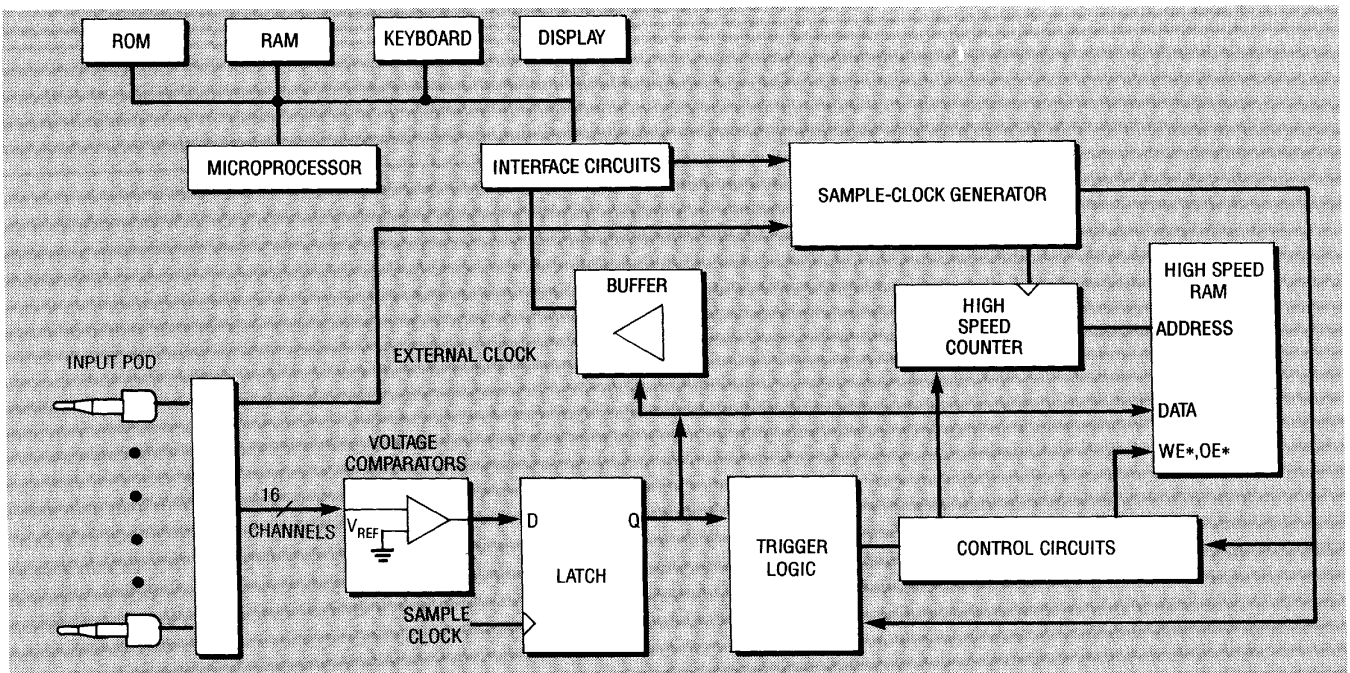 ROM
RAM
KEYBOARD
DISPLAY
MICROPROCESSOR
INTERFACE CIRCUITS
SAMPLE-CLOCK GENERATOR
BUFFER
HIGH
SPEED
COUNTER
HIGH SPEED
RAM
ADDRESS
DATA
WE*,OE*
EXTERNAL CLOCK
INPUT POD
VOLTAGE
COMPARATORS
16
CHANNELS
VREF
D
Q
LATCH
SAMPLE
CLOCK
TRIGGER
LOGIC
CONTROL CIRCUITS